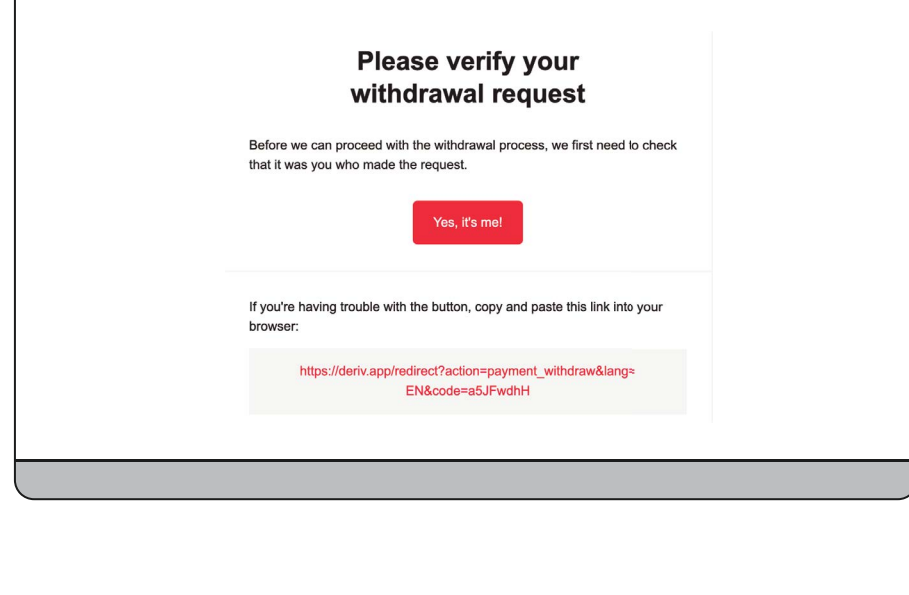 Please verify your
withdrawal request
Before we can proceed with the withdrawal process, we first need to check
that it was you who made the request.
Yes, it's me!
If you're having trouble with the button, copy and paste this link into your
browser:
https://deriv.app/redirect?action=payment_withdraw&lang=
EN&code=a5JFwdhH